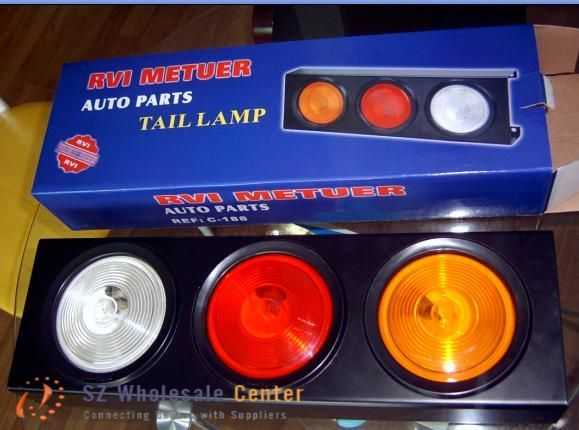 RVI METUER
AUTO PARTS
TAIL LAMP
RVI
RVI
RVI METUER
AUTO PARTS
REF: C-188
SZ Wholesale Center
Connecting with Suppliers